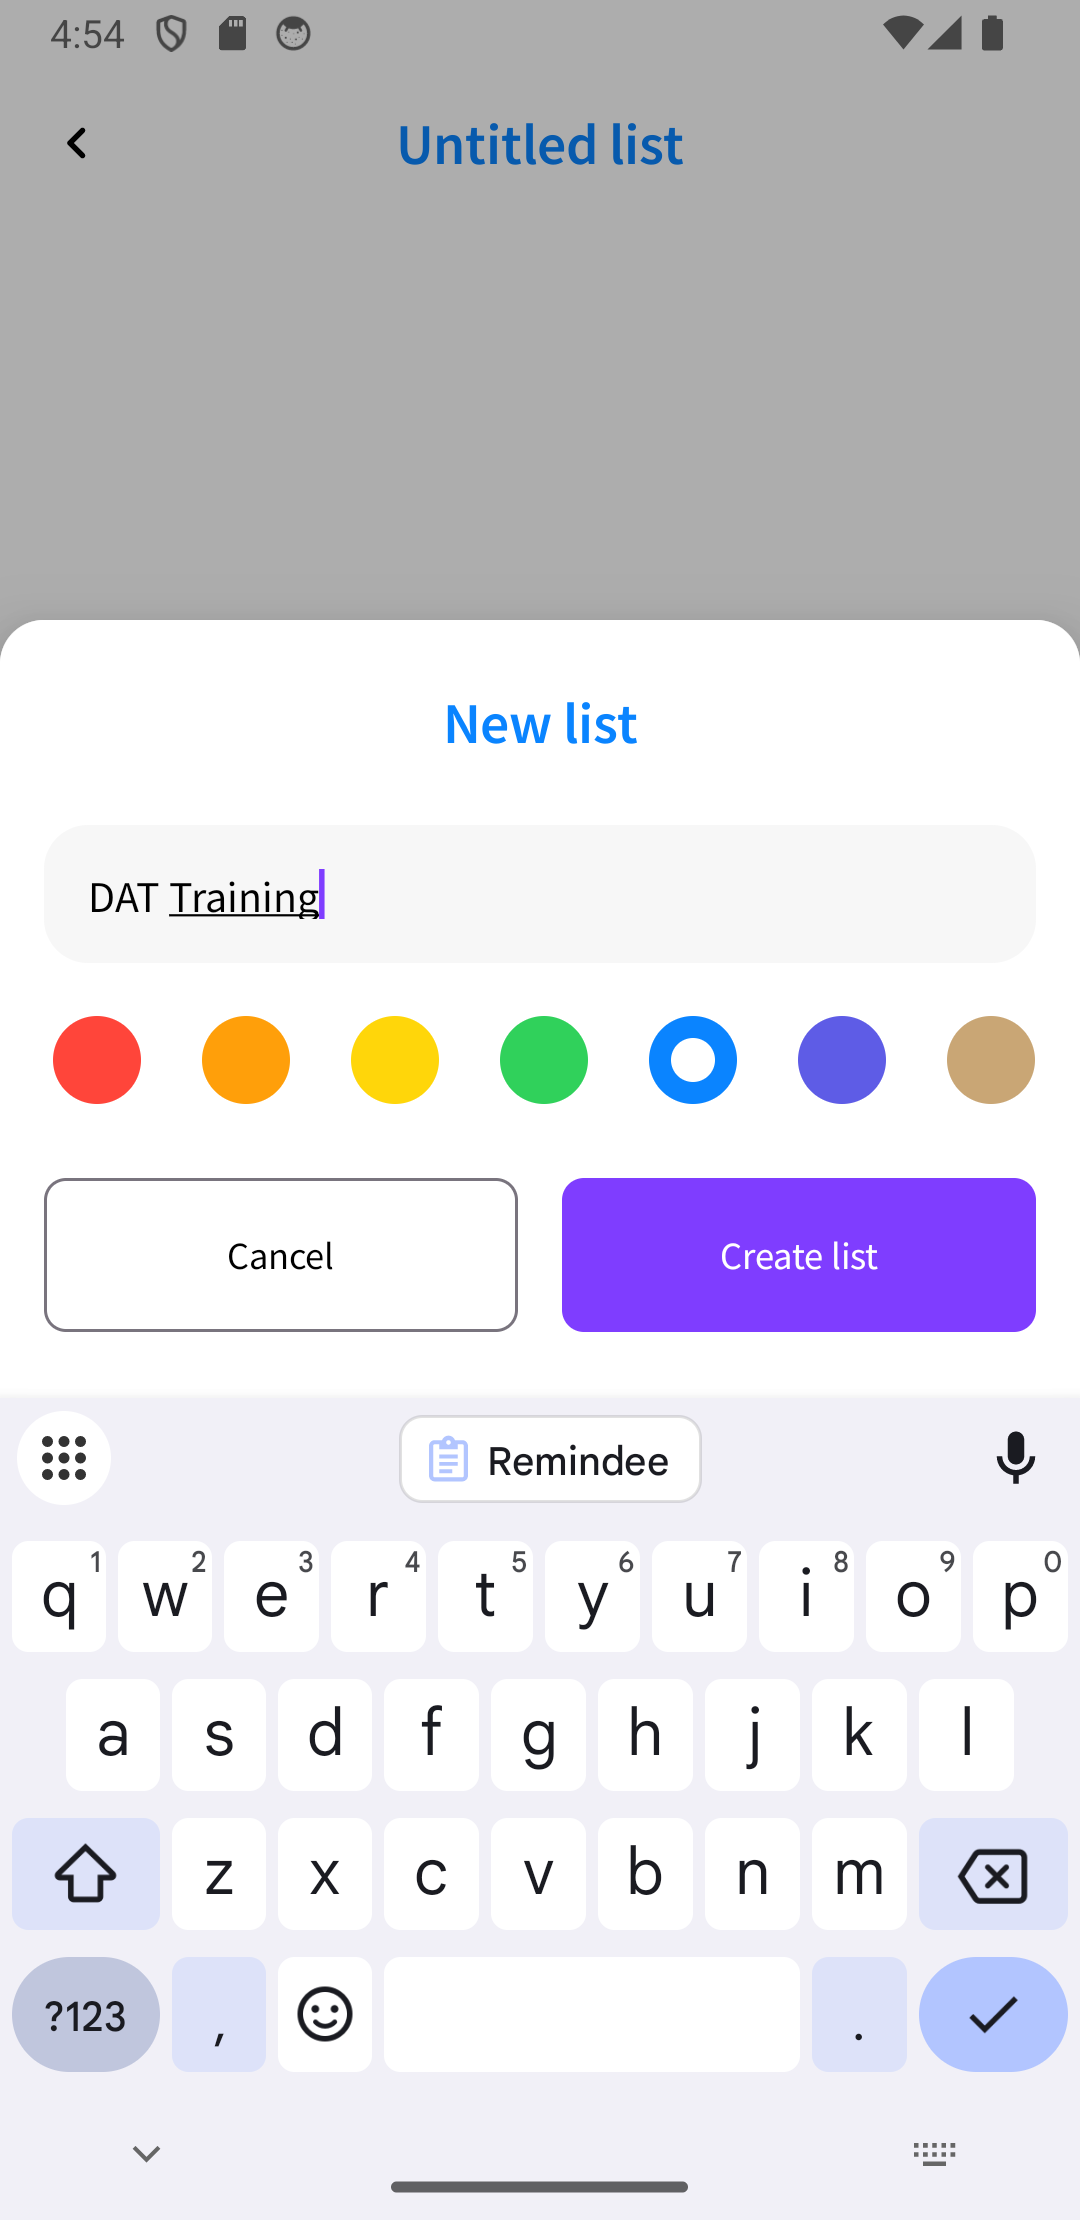 4:54
Untitled list
New list
DAT Training
Cancel
Create list
Remindee
q 1 w 2 e 3 r 4 t 5 y 6 u 7 i 8 o 9 p 0
a s d f g h j k l
z x c v b n m
?123 , .